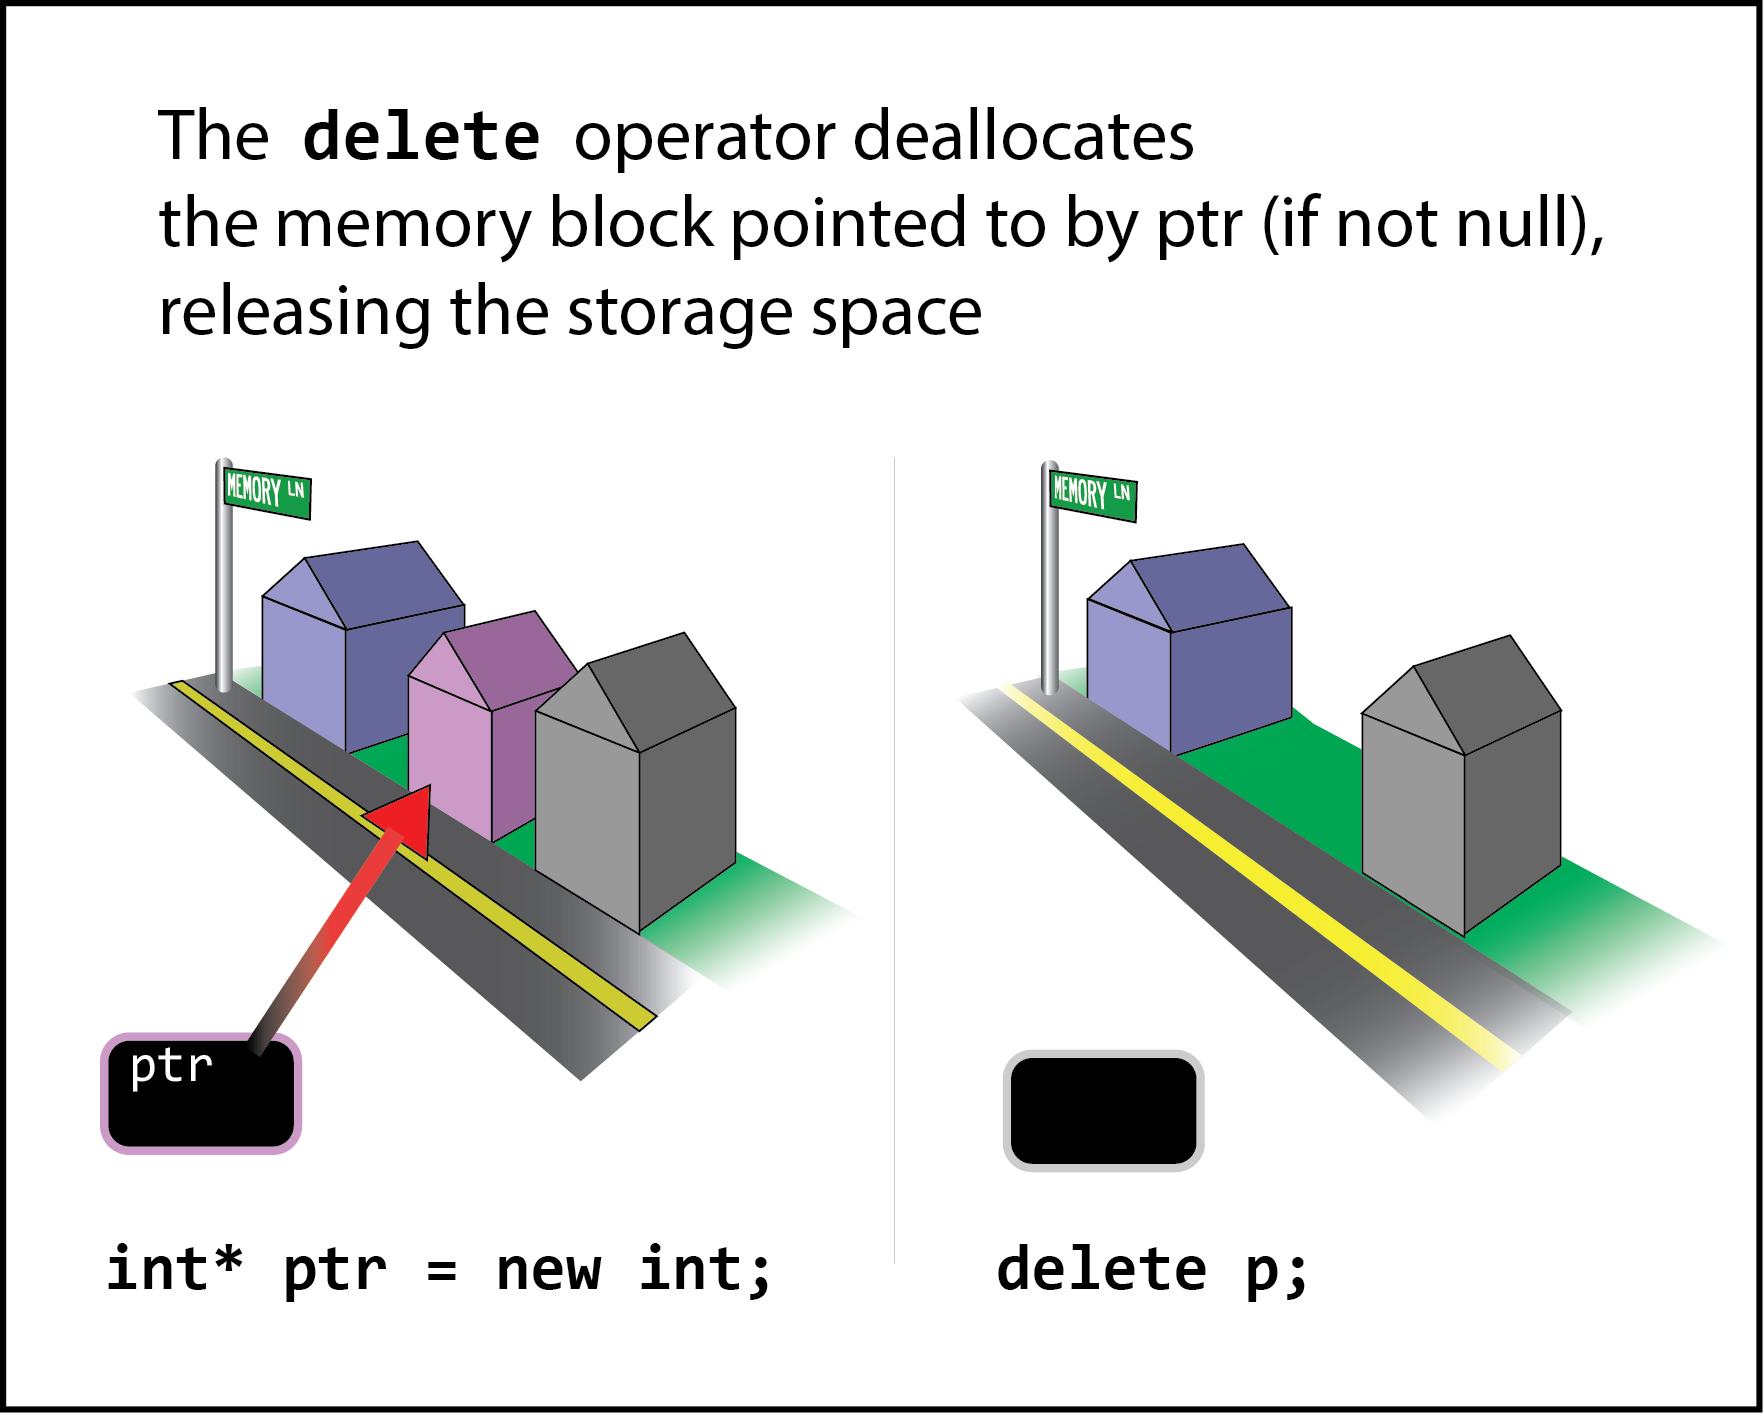 The delete operator deallocates
the memory block pointed to by ptr (if not null),
releasing the storage space
MEMORY LN
MEMORY LN
ptr
int* ptr = new int;
delete p;